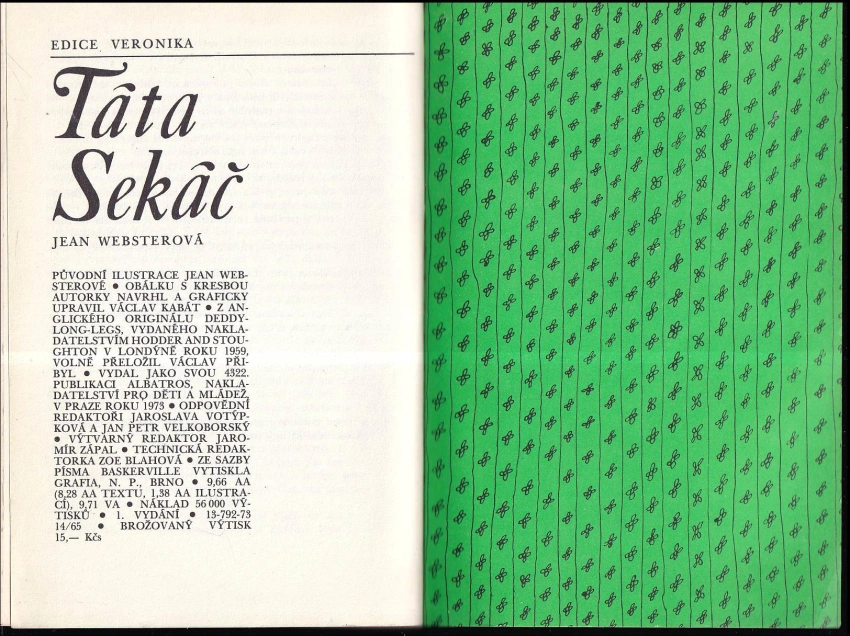 EDICE VERONIKA
Tâta
Sekâč
JEAN WEBSTEROVÁ
PŮVODNÍ ILUSTRACE JEAN WEB-
STEROVÉ ● OBÁLKU S KRESBOU
AUTORKY NAVRHL A GRAFICKY
UPRAVIL VÁCLAV KABÁT ● Z AN-
GLICKÉHO ORIGINÁLU DEDDY-
LONG-LEGS, VYDANÉHO NAKLA-
DATELSTVÍM HODDER AND STOU-
GHTON V LONDÝNĚ ROKU 1959,
VOLNĚ PŘELOŽIL VÁCLAV PŘI-
BYL ● VYDAL JAKO SVOU 4322.
PUBLIKACI ALBATROS, NAKLA-
DATELSTVÍ PRO DĚTI A MLÁDEŽ,
V PRAZE ROKU 1973 ● ODPOVĚDNÍ
REDAKTOŘI JAROSLAVA VOTÝP-
KOVÁ A JAN PETR VELKOBORSKÝ
● VÝTVARNÝ REDAKTOR JARO-
MÍR ZÁPAL ● TECHNICKÁ REDAK-
TORKA ZOE BLAHOVÁ ● ZE SAZBY
PÍSMA BASKERVILLE VYTISKLA
GRAFIA, N. P., BRNO ● 9,66 AA
(8,28 AA TEXTU, 1,38 AA ILUSTRA-
CÍ), 9,71 VA ● NÁKLAD 56 000 VÝ-
TISKŮ ● 1. VYDÁNÍ ● 13-792-73
14/65 ● BROŽOVANÝ VÝTISK
15,— Kčs